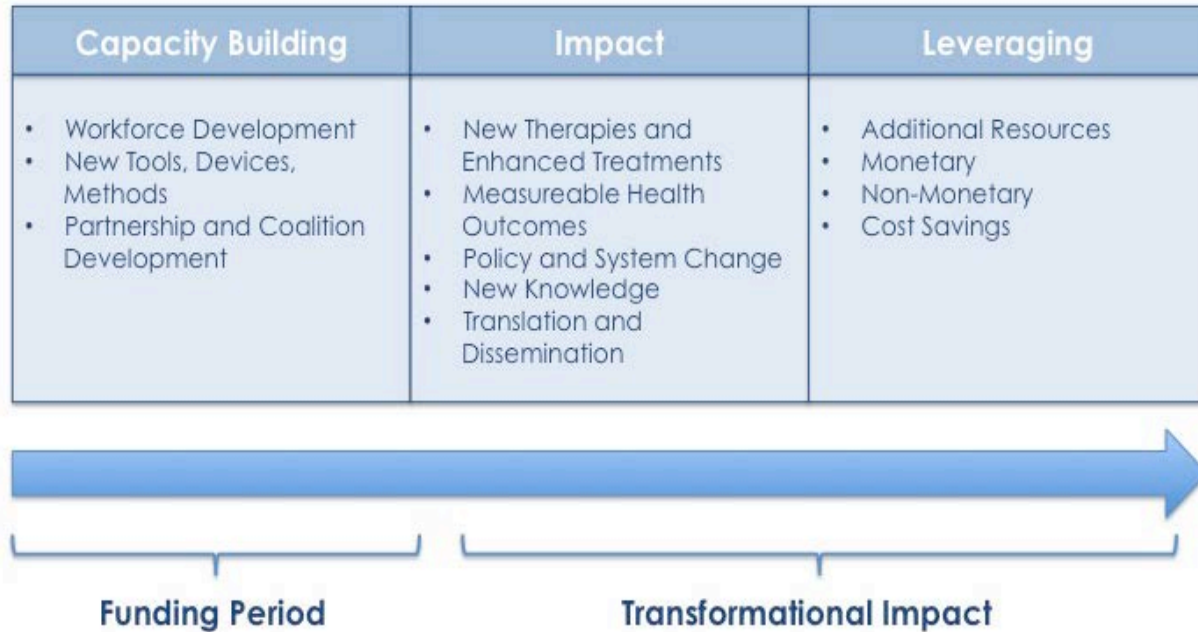 Capacity Building
Impact
Leveraging
• Workforce Development
• New Tools, Devices,
Methods
• Partnership and Coalition
Development
• New Therapies and
Enhanced Treatments
• Measureable Health
Outcomes
• Policy and System Change
• New Knowledge
• Translation and
Dissemination
• Additional Resources
• Monetary
• Non-Monetary
• Cost Savings
Funding Period
Transformational Impact